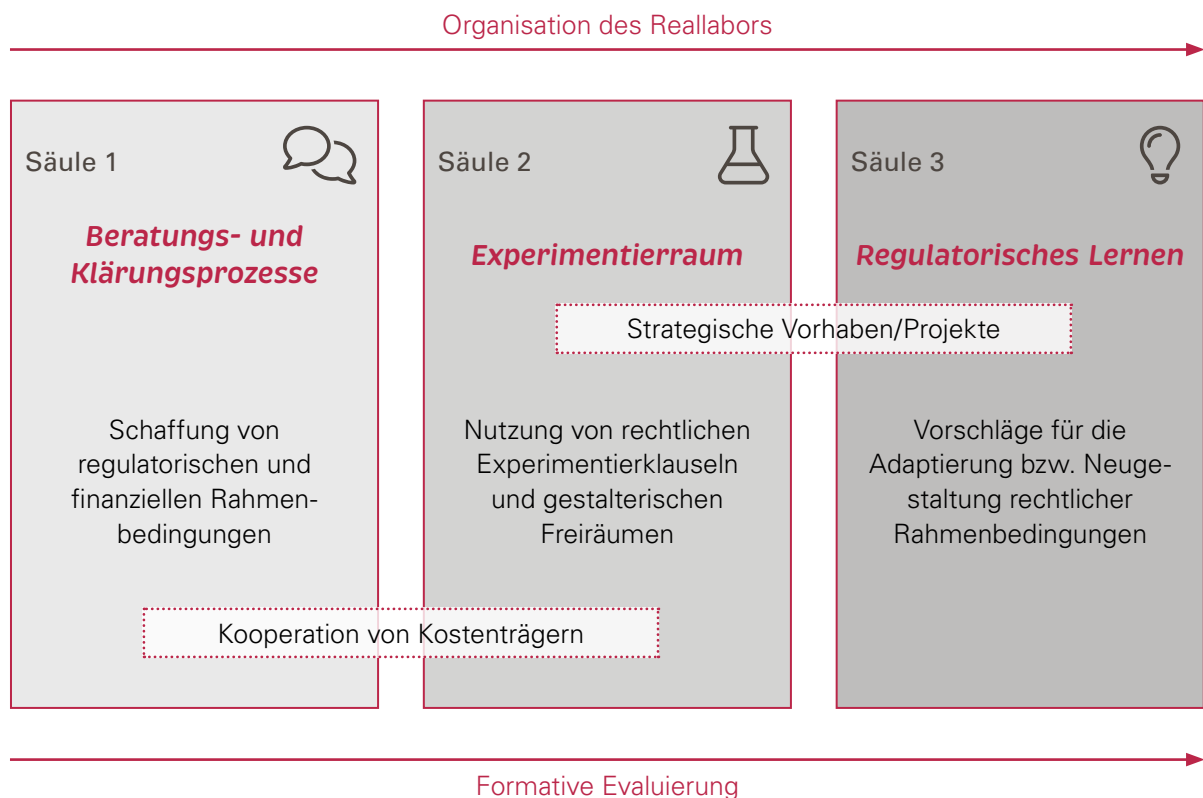 Organisation des Reallabors
Säule 1
Beratungs- und
Klärungsprozesse
Schaffung von
regulatorischen und
finanziellen Rahmen-
bedingungen
Säule 2
Experimentierraum
Nutzung von rechtlichen
Experimentierklauseln
und gestalterischen
Freiräumen
Säule 3
Regulatorisches Lernen
Vorschläge für die
Adaptierung bzw. Neuge-
staltung rechtlicher
Rahmenbedingungen
Strategische Vorhaben/Projekte
Kooperation von Kostenträgern
Formative Evaluierung